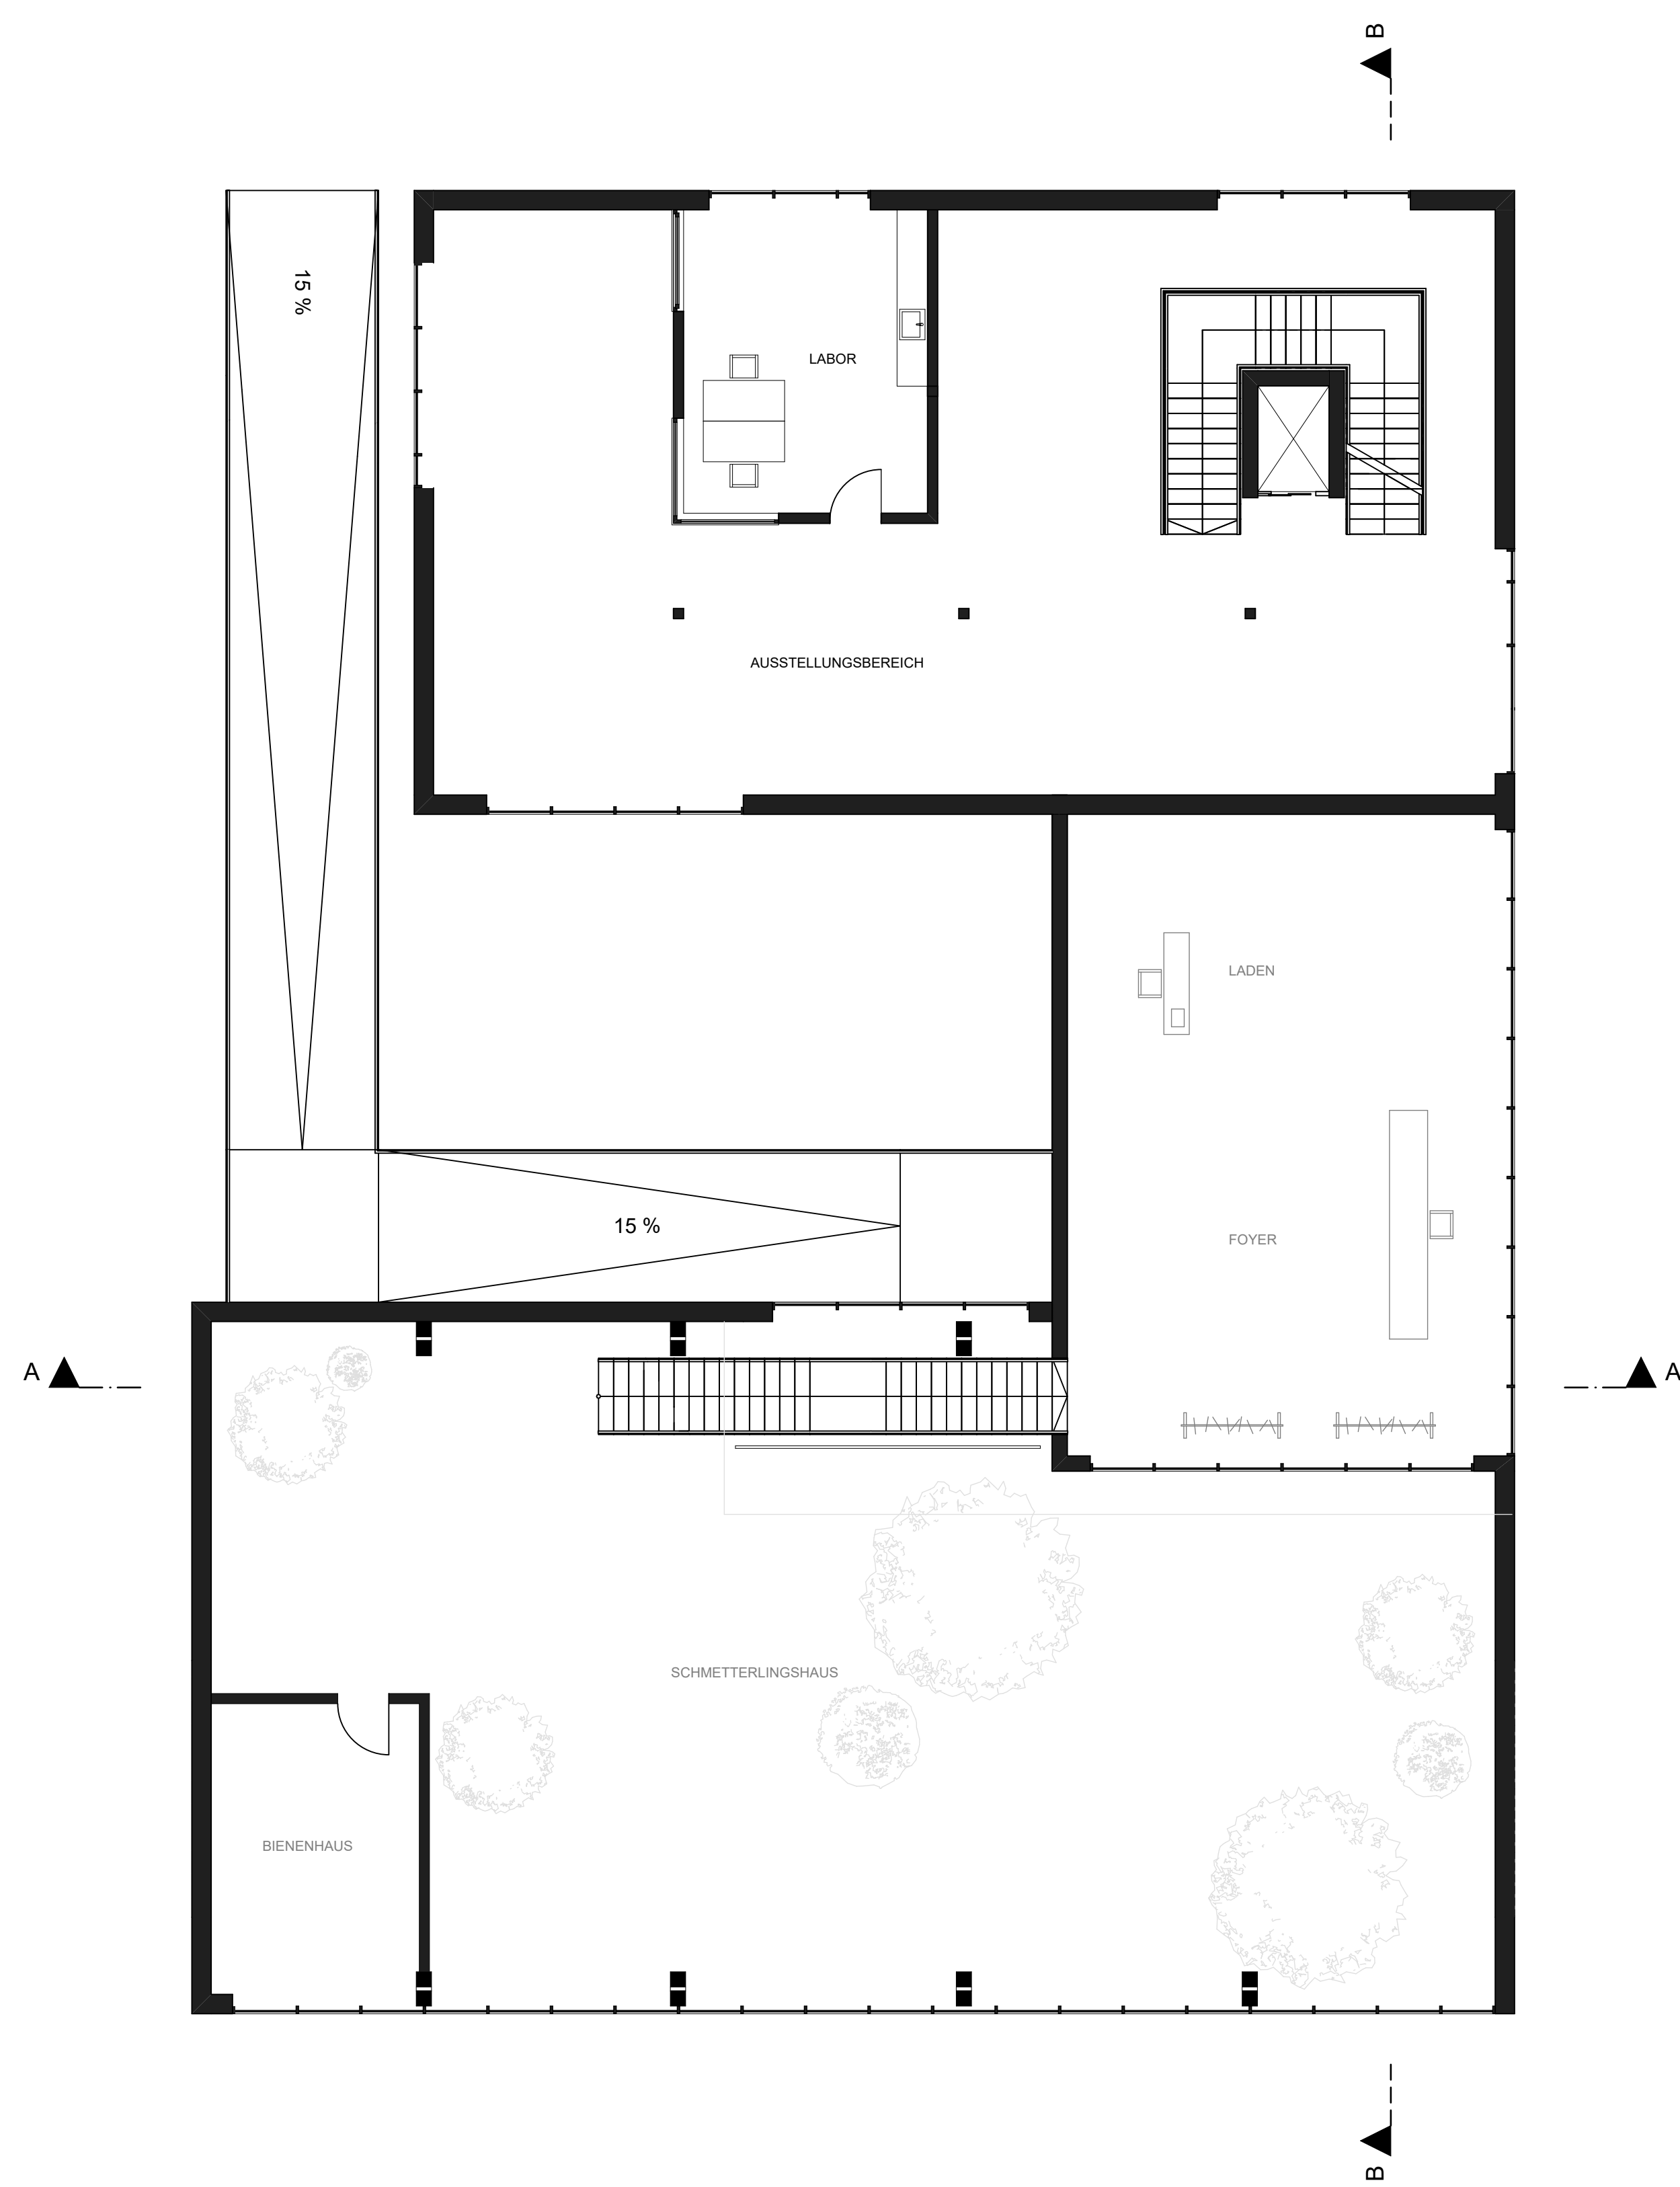 B
15 %
LABOR
AUSSTELLUNGSBEREICH
LADEN
15 %
FOYER
A
A
SCHMETTERLINGSHAUS
BIENENHAUS
B